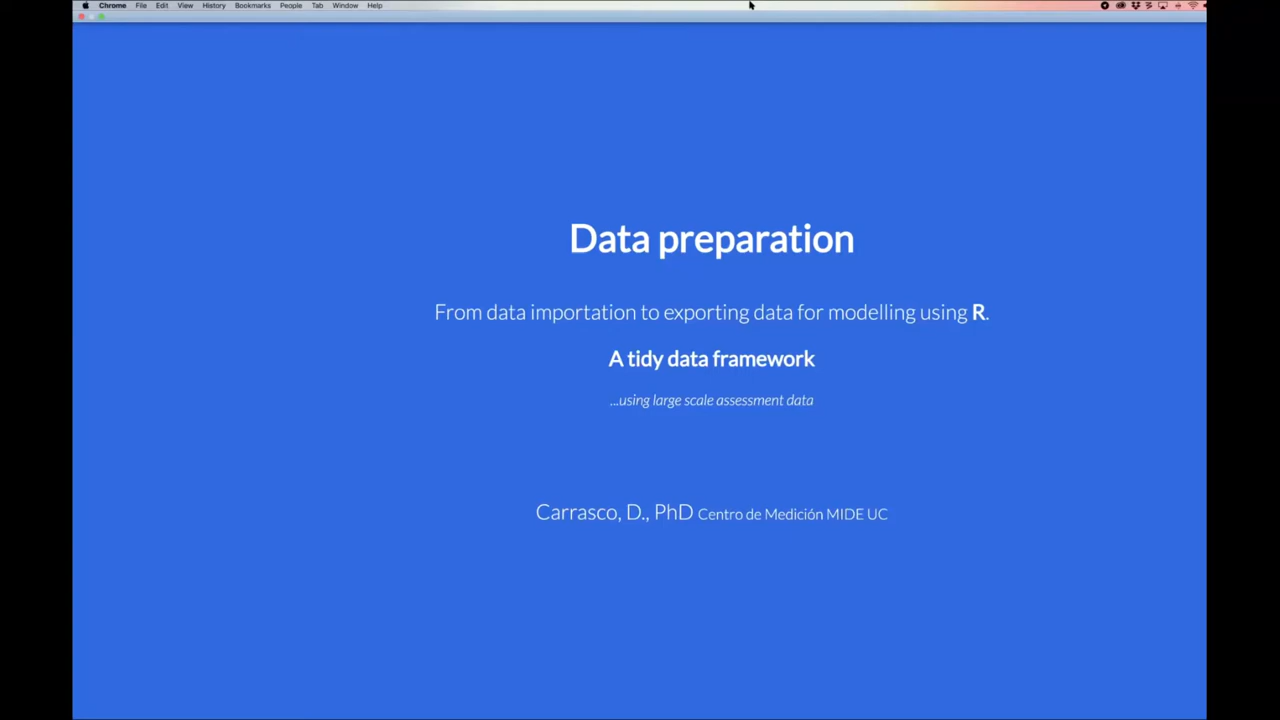 Chrome File Edit View History Bookmarks People Tab Window Help
Data preparation
From data importation to exporting data for modelling using R.
A tidy data framework
...using large scale assessment data
Carrasco, D., PhD Centro de Medición MIDE UC